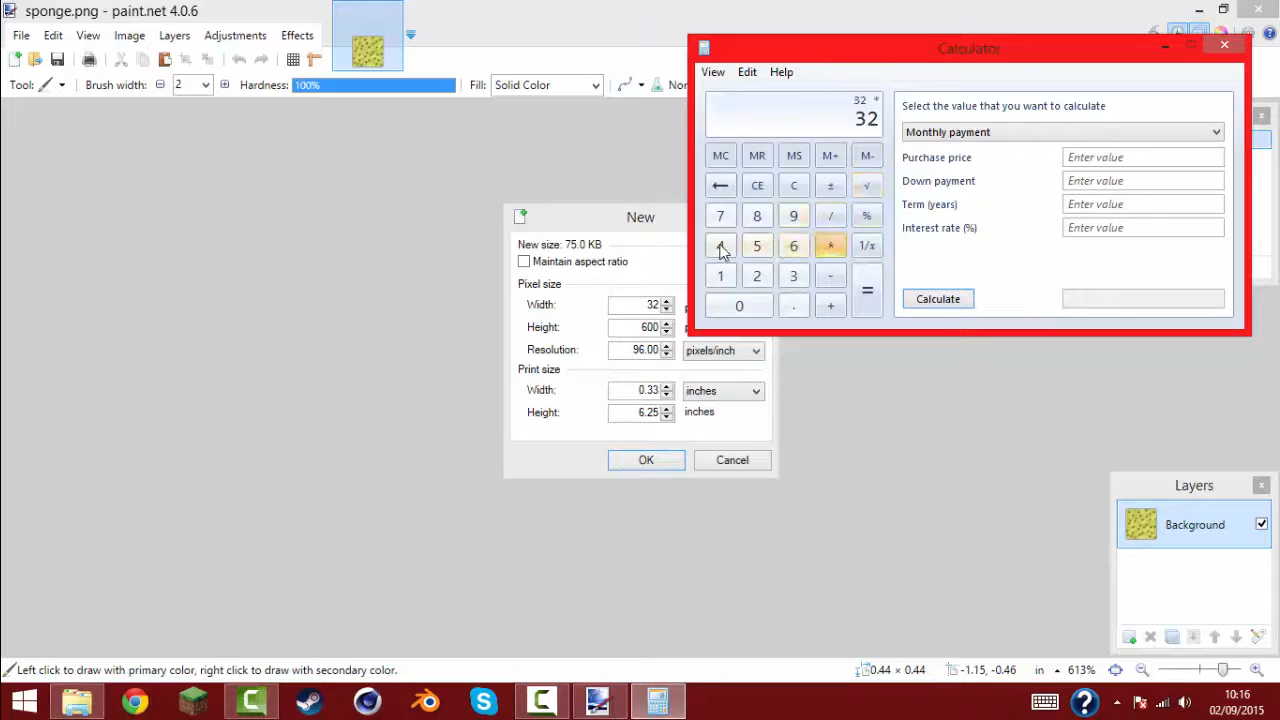 sponge.png - paint.net 4.0.6
File Edit View Image Layers Adjustments Effects
Tool: Brush width: 2 Hardness: 100% Fill: Solid Color
Calculator
View Edit Help
32 *
32
MC MR MS M+ M-
← CE C ± √
7 8 9 / %
4 5 6 * 1/x
1 2 3 - =
0 . +
Select the value that you want to calculate
Monthly payment
Purchase price Enter value
Down payment Enter value
Term (years) Enter value
Interest rate (%) Enter value
Calculate
New
New size: 75.0 KB
Maintain aspect ratio
Pixel size
Width: 32
Height: 600
Resolution: 96.00 pixels/inch
Print size
Width: 0.33 inches
Height: 6.25 inches
OK Cancel
Layers
Background
Left click to draw with primary color, right click to draw with secondary color.
0.44 × 0.44 -1.15, -0.46 in 613%
10:16
02/09/2015